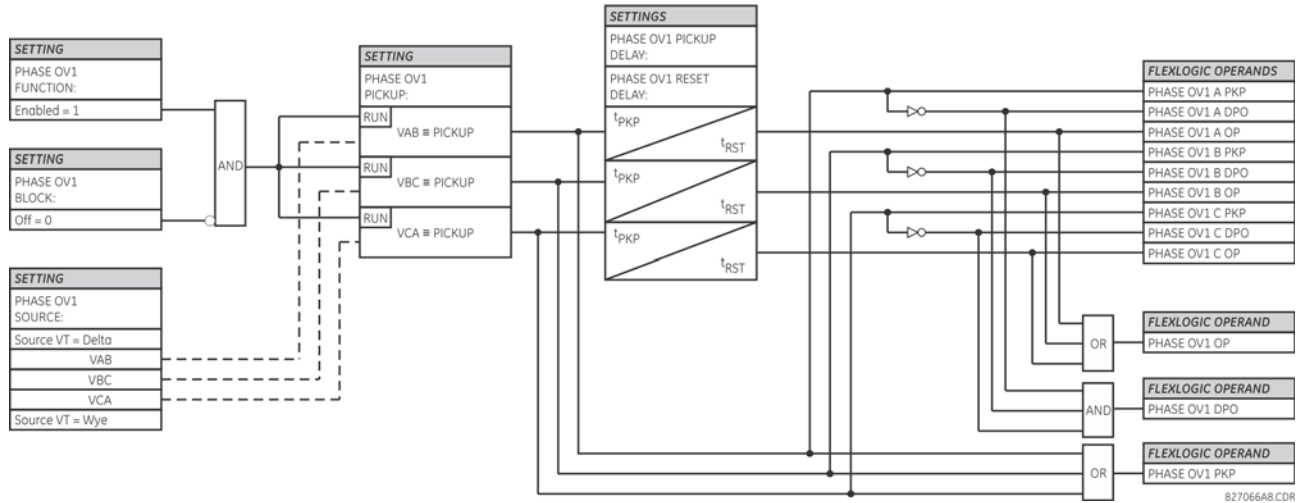 SETTING
PHASE OV1
FUNCTION:
Enabled = 1
SETTING
PHASE OV1
BLOCK:
Off = 0
SETTING
PHASE OV1
SOURCE:
Source VT = Delta
VAB
VBC
VCA
Source VT = Wye
AND
SETTING
PHASE OV1
PICKUP:
RUN
VAB ≡ PICKUP
RUN
VBC ≡ PICKUP
RUN
VCA ≡ PICKUP
SETTINGS
PHASE OV1 PICKUP
DELAY:
PHASE OV1 RESET
DELAY:
tPKP
tRST
tPKP
tRST
tPKP
tRST
FLEXLOGIC OPERANDS
PHASE OV1 A PKP
PHASE OV1 A DPO
PHASE OV1 A OP
PHASE OV1 B PKP
PHASE OV1 B DPO
PHASE OV1 B OP
PHASE OV1 C PKP
PHASE OV1 C DPO
PHASE OV1 C OP
OR
FLEXLOGIC OPERAND
PHASE OV1 OP
AND
FLEXLOGIC OPERAND
PHASE OV1 DPO
OR
FLEXLOGIC OPERAND
PHASE OV1 PKP
827066A8.CDR